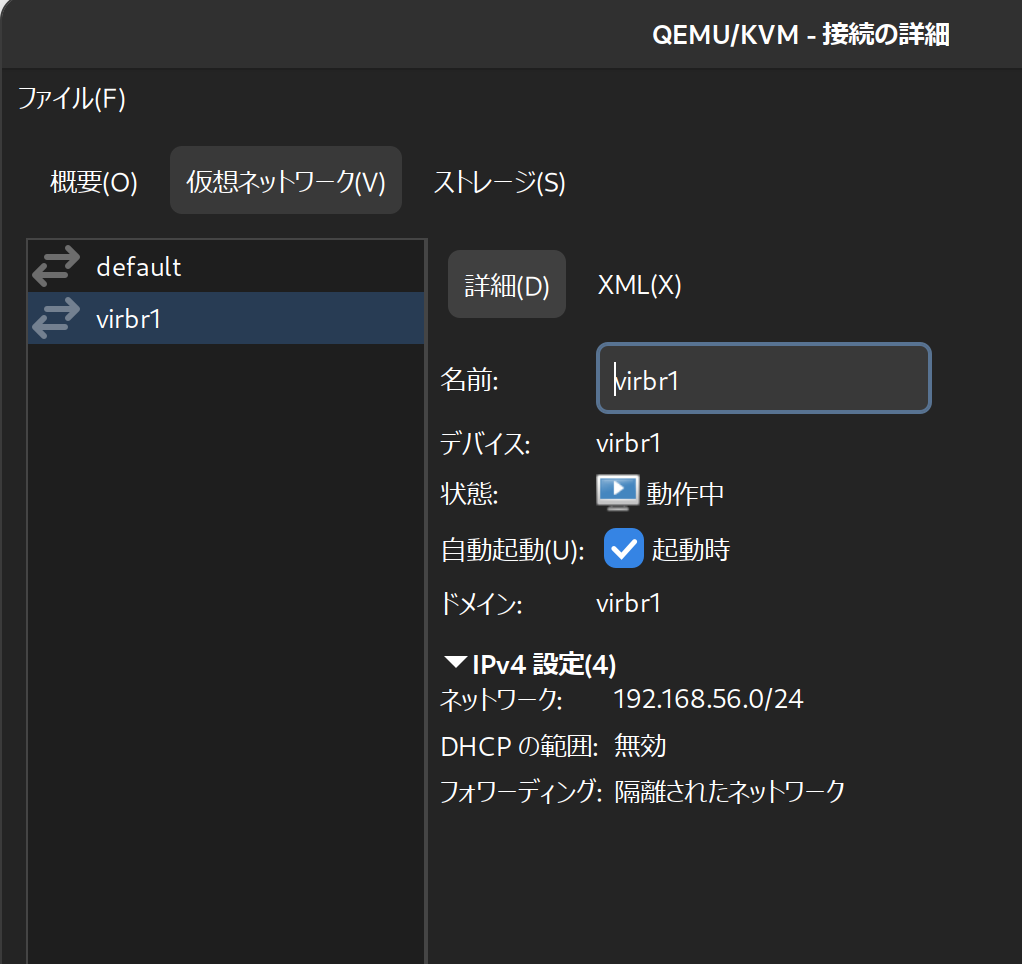 QEMU/KVM - 接続の詳細
ファイル(F)
概要(O) 仮想ネットワーク(V) ストレージ(S)
default
virbr1
詳細(D) XML(X)
名前: virbr1
デバイス: virbr1
状態: 動作中
自動起動(U): 起動時
ドメイン: virbr1
IPv4 設定(4)
ネットワーク: 192.168.56.0/24
DHCP の範囲: 無効
フォワーディング: 隔離されたネットワーク